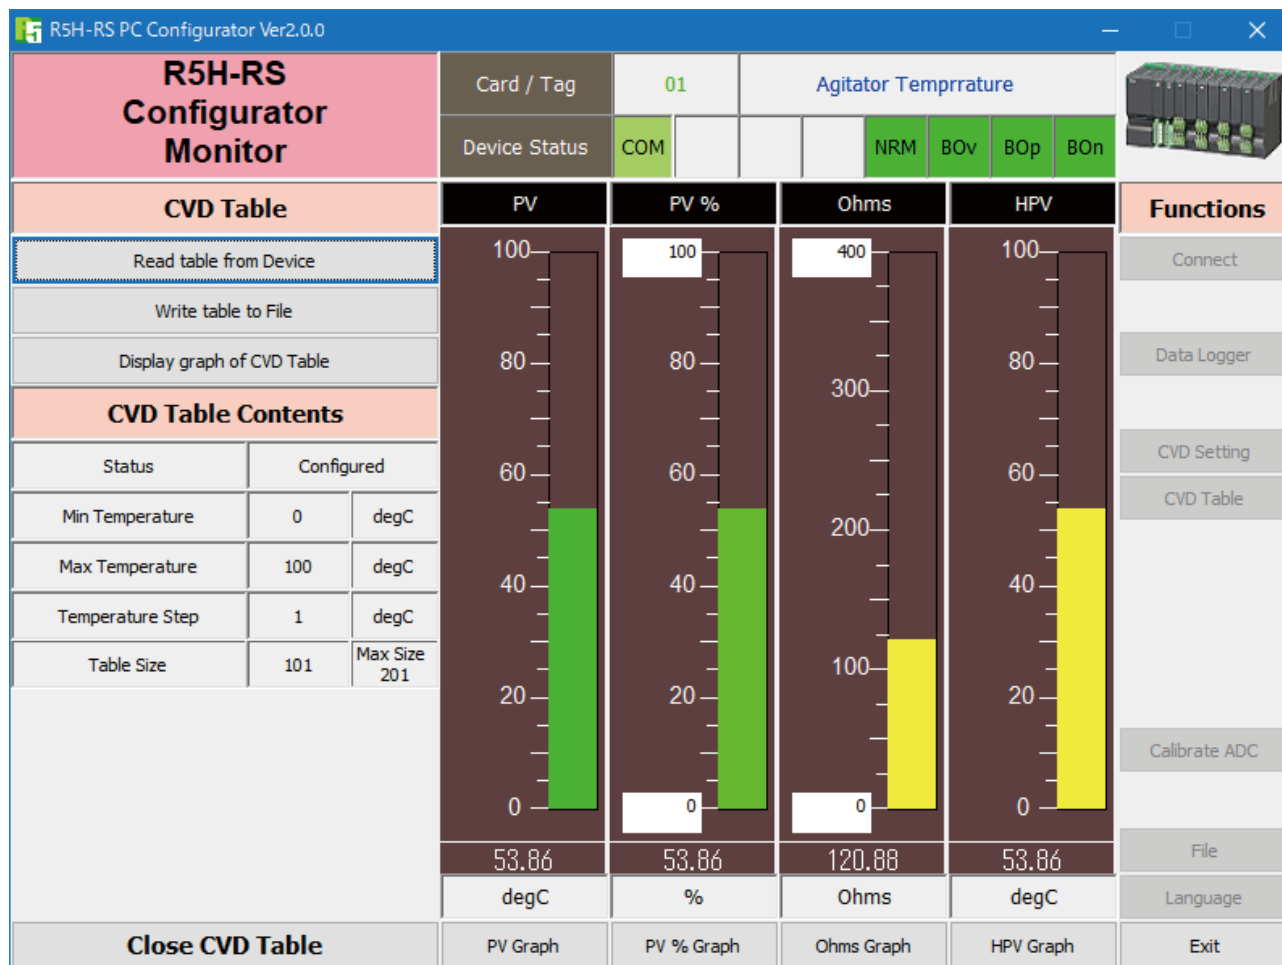 R5H-RS PC Configurator Ver2.0.0
R5H-RS
Configurator
Monitor
Card / Tag
01
Agitator Temprrature
Device Status
COM
NRM
BOv
BOp
BOn
CVD Table
Read table from Device
Write table to File
Display graph of CVD Table
CVD Table Contents
Status
Configured
Min Temperature
0
degC
Max Temperature
100
degC
Temperature Step
1
degC
Table Size
101
Max Size
201
Close CVD Table
PV
100
80
60
40
20
0
53.86
degC
PV Graph
PV %
100
80
60
40
20
0
53.86
%
PV % Graph
Ohms
400
300
200
100
0
120.88
Ohms
Ohms Graph
HPV
100
80
60
40
20
0
53.86
degC
HPV Graph
Functions
Connect
Data Logger
CVD Setting
CVD Table
Calibrate ADC
File
Language
Exit